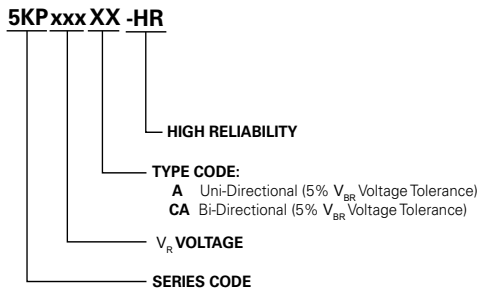 5KPxxxXX-HR
HIGH RELIABILITY
TYPE CODE:
A Uni-Directional (5% VBR Voltage Tolerance)
CA Bi-Directional (5% VBR Voltage Tolerance)
VR VOLTAGE
SERIES CODE